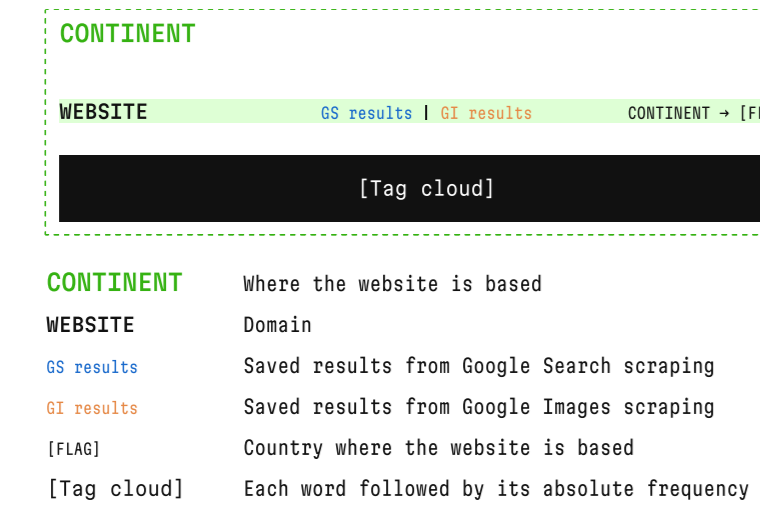 CONTINENT
WEBSITE GS results | GI results CONTINENT → [
[Tag cloud]
CONTINENT Where the website is based
WEBSITE Domain
GS results Saved results from Google Search scraping
GI results Saved results from Google Images scraping
[FLAG] Country where the website is based
[Tag cloud] Each word followed by its absolute frequency